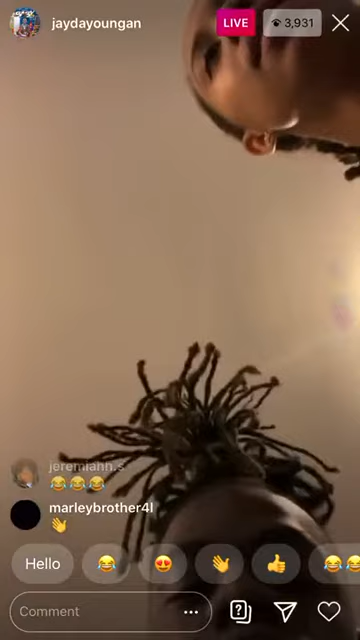 jaydayoungan
LIVE
3,931
jeremiahh.s
😂😂😂
marleybrother4l
👋
Hello
Comment